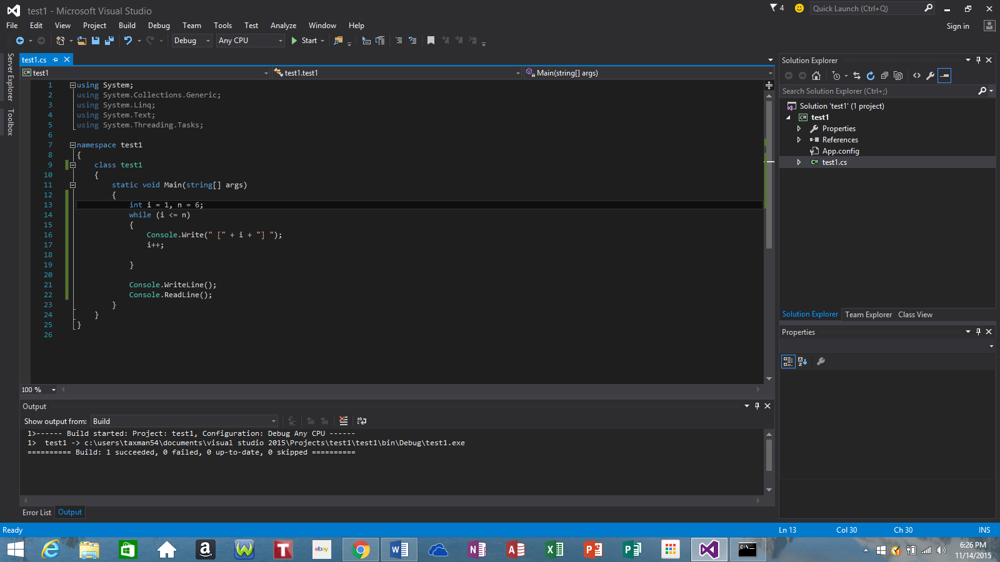 test1 - Microsoft Visual Studio
4
Quick Launch (Ctrl+Q)
File Edit View Project Build Debug Team Tools Test Analyze Window Help
Sign in
Debug Any CPU Start
Server Explorer
Toolbox
test1.cs
C# test1 test1.test1 Main(string[] args)
1 using System;
2 using System.Collections.Generic;
3 using System.Linq;
4 using System.Text;
5 using System.Threading.Tasks;
6
7 namespace test1
8 {
9 class test1
10 {
11 static void Main(string[] args)
12 {
13 int i = 1, n = 6;
14 while (i <= n)
15 {
16 Console.Write(" [" + i + "] ");
17 i++;
18
19 }
20
21 Console.WriteLine();
22 Console.ReadLine();
23 }
24 }
25 }
26
100 %
Output
Show output from: Build
1>------ Build started: Project: test1, Configuration: Debug Any CPU ------
1> test1 -> c:\users\taxman54\documents\visual studio 2015\Projects\test1\test1\bin\Debug\test1.exe
========== Build: 1 succeeded, 0 failed, 0 up-to-date, 0 skipped ==========
Error List Output
Solution Explorer
Search Solution Explorer (Ctrl+;)
Solution 'test1' (1 project)
C# test1
Properties
References
App.config
C# test1.cs
Solution Explorer Team Explorer Class View
Properties
Ready
Ln 13 Col 30 Ch 30 INS
ebay
6:26 PM
11/14/2015